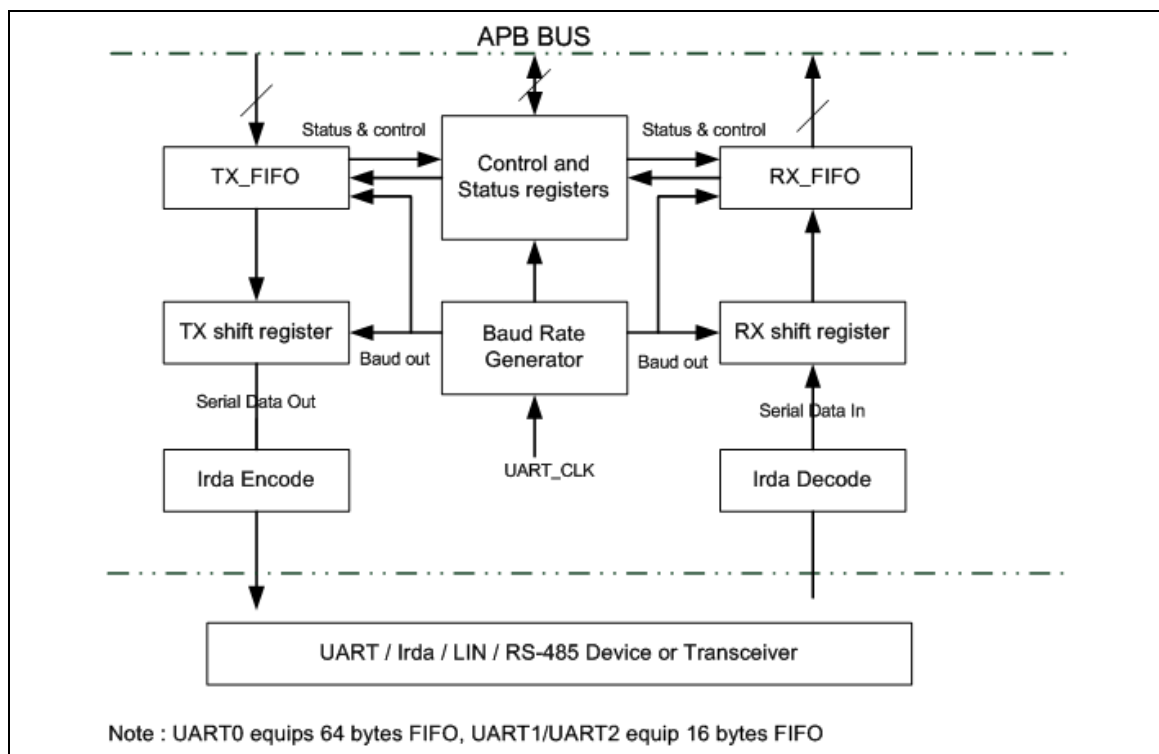 APB BUS
Status & control
Status & control
TX_FIFO
Control and
Status registers
RX_FIFO
TX shift register
Baud Rate
Generator
RX shift register
Baud out
Baud out
Serial Data Out
Serial Data In
Irda Encode
UART_CLK
Irda Decode
UART / Irda / LIN / RS-485 Device or Transceiver
Note : UART0 equips 64 bytes FIFO, UART1/UART2 equip 16 bytes FIFO